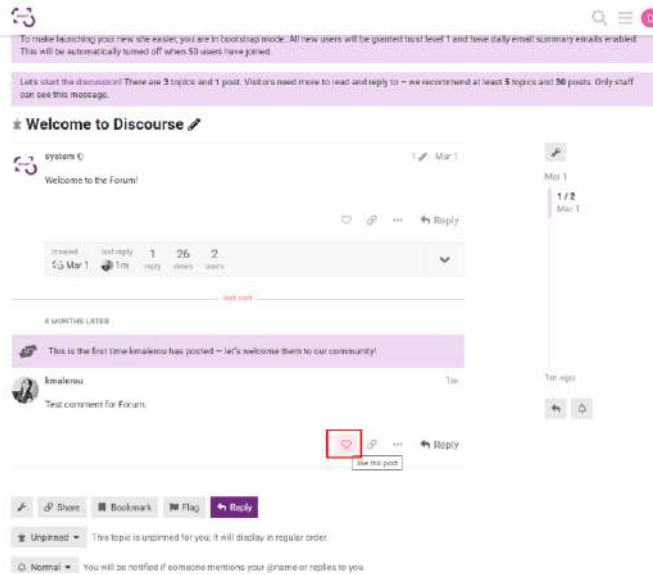 To make launching your new site easier, you are in bootstrap mode. All new users will be granted trust level 1 and have daily email summary emails enabled.
This will be automatically turned off when 50 users have joined.
Let's start the discussion! There are 3 topics and 1 post. Visitors need more to read and reply to – we recommend at least 5 topics and 30 posts. Only staff
can see this message.
Welcome to Discourse
system
1 Mar 1
Welcome to the Forum!
Reply
created last reply 1 26 2
Mar 1 1m reply views users
last visit
6 MONTHS LATER
This is the first time kmalerou has posted — let's welcome them to our community!
kmalerou 1m
Test comment for Forum.
Reply
like this post
Mar 1
1 / 2
Mar 1
1m ago
Share Bookmark Flag Reply
Unpinned This topic is unpinned for you; it will display in regular order.
Normal You will be notified if someone mentions your @name or replies to you.